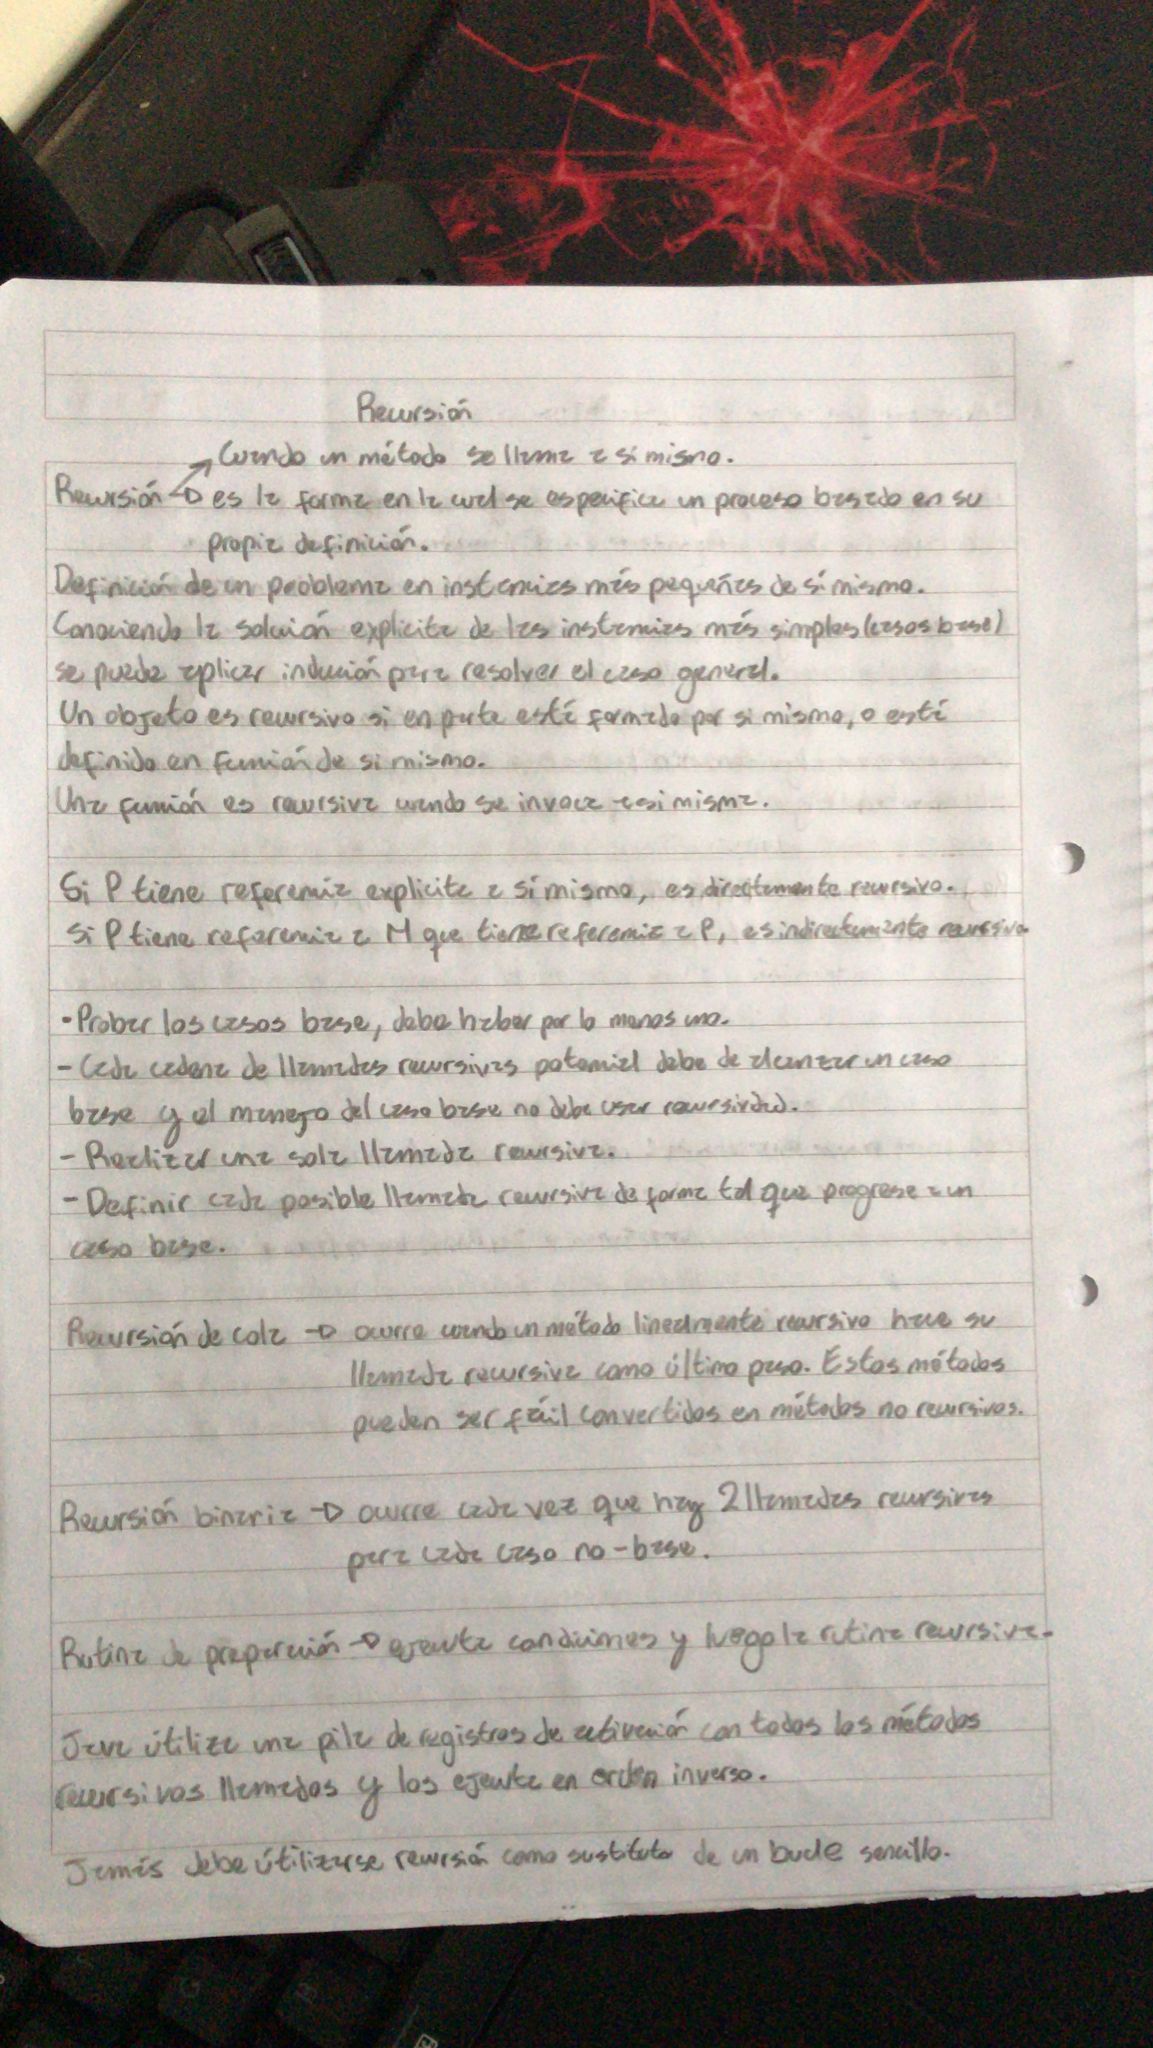 Recursión
Cuando un método se llama a si mismo.
Recursión → es la forma en la cual se especifica un proceso basado en su
propia definición.
Definición de un problema en instancias más pequeñas de sí mismo.
Conociendo la solución explicita de las instancias más simples (casos base)
se puede aplicar inducción para resolver el caso general.
Un objeto es recursivo si en parte está formado por si mismo, o está
definido en función de si mismo.
Una función es recursiva cuando se invoca a si misma.
Si P tiene referencia explicita a sí mismo, es directamente recursivo.
Si P tiene referencia a M que tiene referencia a P, es indirectamente recursivo
- Probar los casos base, debe haber por lo menos uno.
- Cada cadena de llamadas recursivas potencial debe de alcanzar un caso
base y el manejo del caso base no debe usar recursividad.
- Realizar una sola llamada recursiva.
- Definir cada posible llamada recursiva de forma tal que progrese a un
caso base.
Recursión de cola → ocurre cuando un método linealmente recursivo hace su
llamada recursiva como último paso. Estos métodos
pueden ser fácil convertidos en métodos no recursivos.
Recursión binaria → ocurre cada vez que hay 2 llamadas recursivas
para cada caso no-base.
Rutina de preparación → ejecuta condiciones y luego la rutina recursiva.
Java útiliza una pila de registros de activación con todos los métodos
recursivos llamados y los ejecuta en orden inverso.
Jamás debe útilizarse recursión como sustituto de un bucle sencillo.